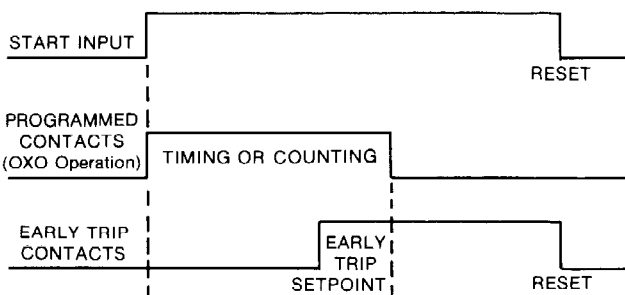 START INPUT
RESET
PROGRAMMED
CONTACTS
(OXO Operation)
TIMING OR COUNTING
EARLY TRIP
CONTACTS
EARLY
TRIP
SETPOINT
RESET